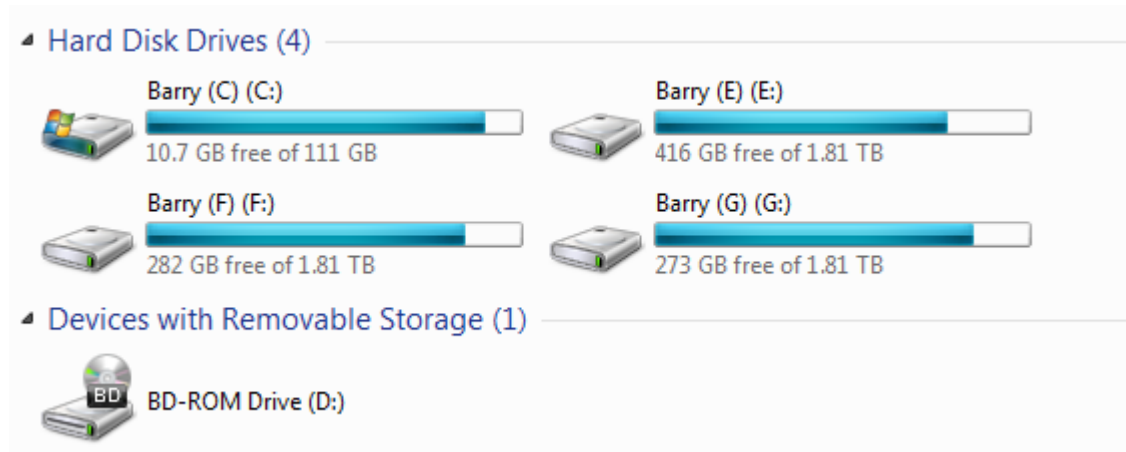 Hard Disk Drives (4)
Barry (C) (C:)
10.7 GB free of 111 GB
Barry (E) (E:)
416 GB free of 1.81 TB
Barry (F) (F:)
282 GB free of 1.81 TB
Barry (G) (G:)
273 GB free of 1.81 TB
Devices with Removable Storage (1)
BD
BD-ROM Drive (D:)